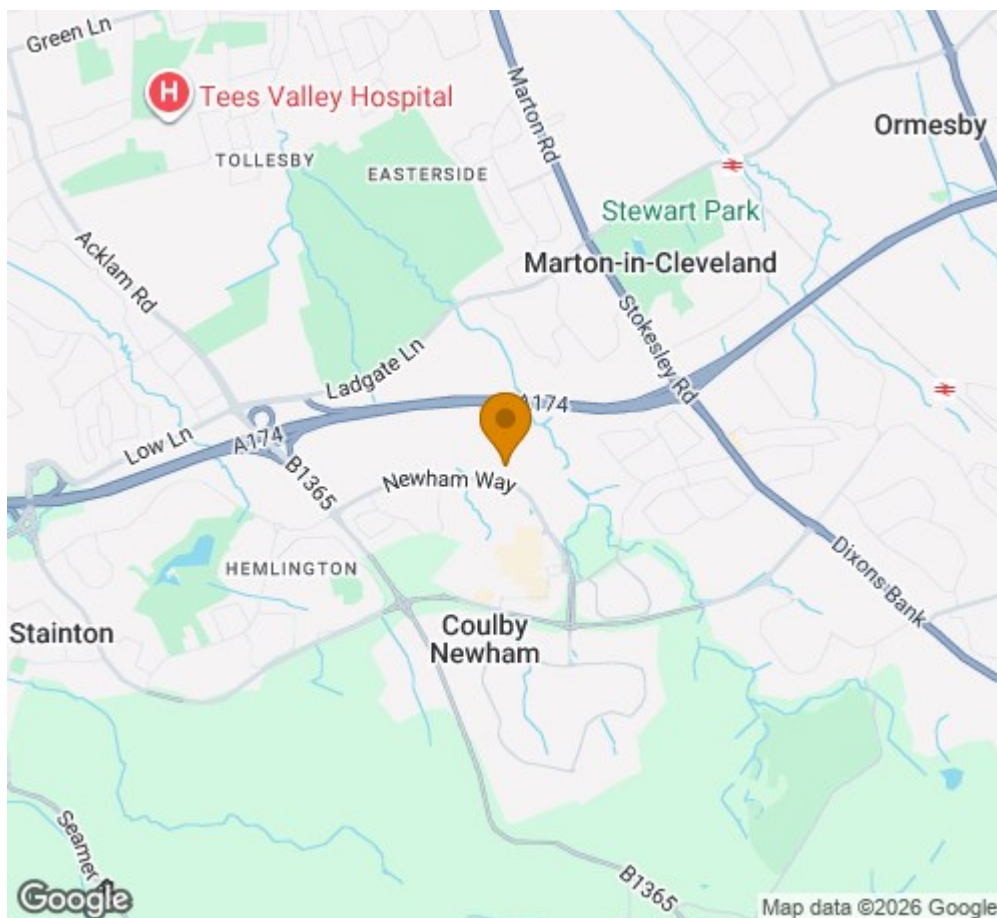 Green Ln
Tees Valley Hospital
H
TOLLESBY
EASTERSIDE
Marton Rd
Ormesby
Stewart Park
Marton-in-Cleveland
Acklam Rd
Stokesley Rd
Ladgate Ln
A174
Low Ln
A174
B1365
Newham Way
HEMLINGTON
Dixons Bank
Stainton
Coulby
Newham
Seamer
B1365
Google
Map data ©2026 Google